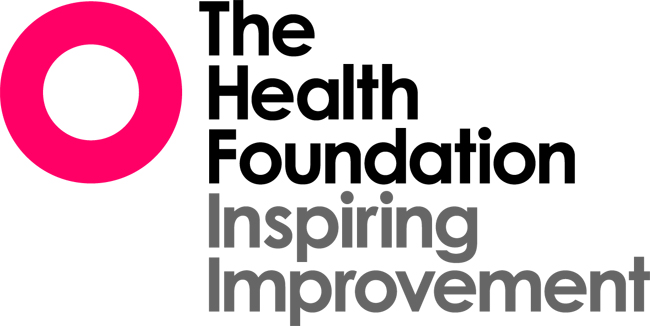 The
Health
Foundation
Inspiring
Improvement